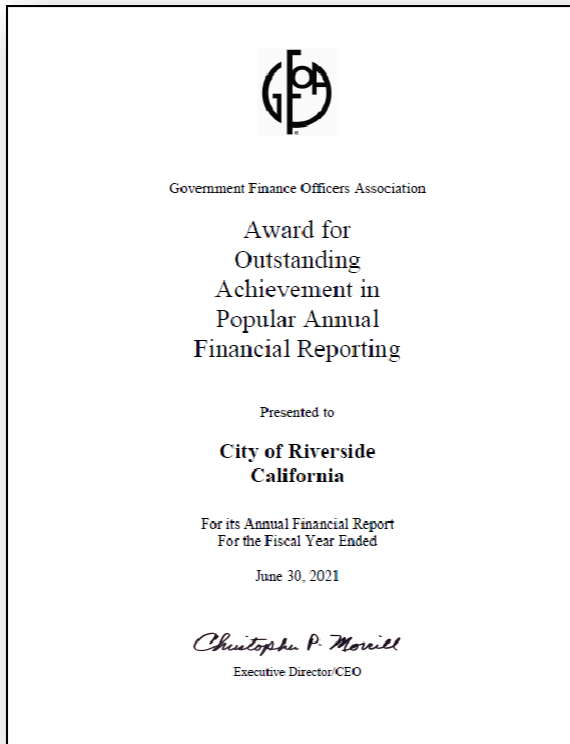 GFOA
Government Finance Officers Association
Award for
Outstanding
Achievement in
Popular Annual
Financial Reporting
Presented to
City of Riverside
California
For its Annual Financial Report
For the Fiscal Year Ended
June 30, 2021
Christopher P. Morrill
Executive Director/CEO